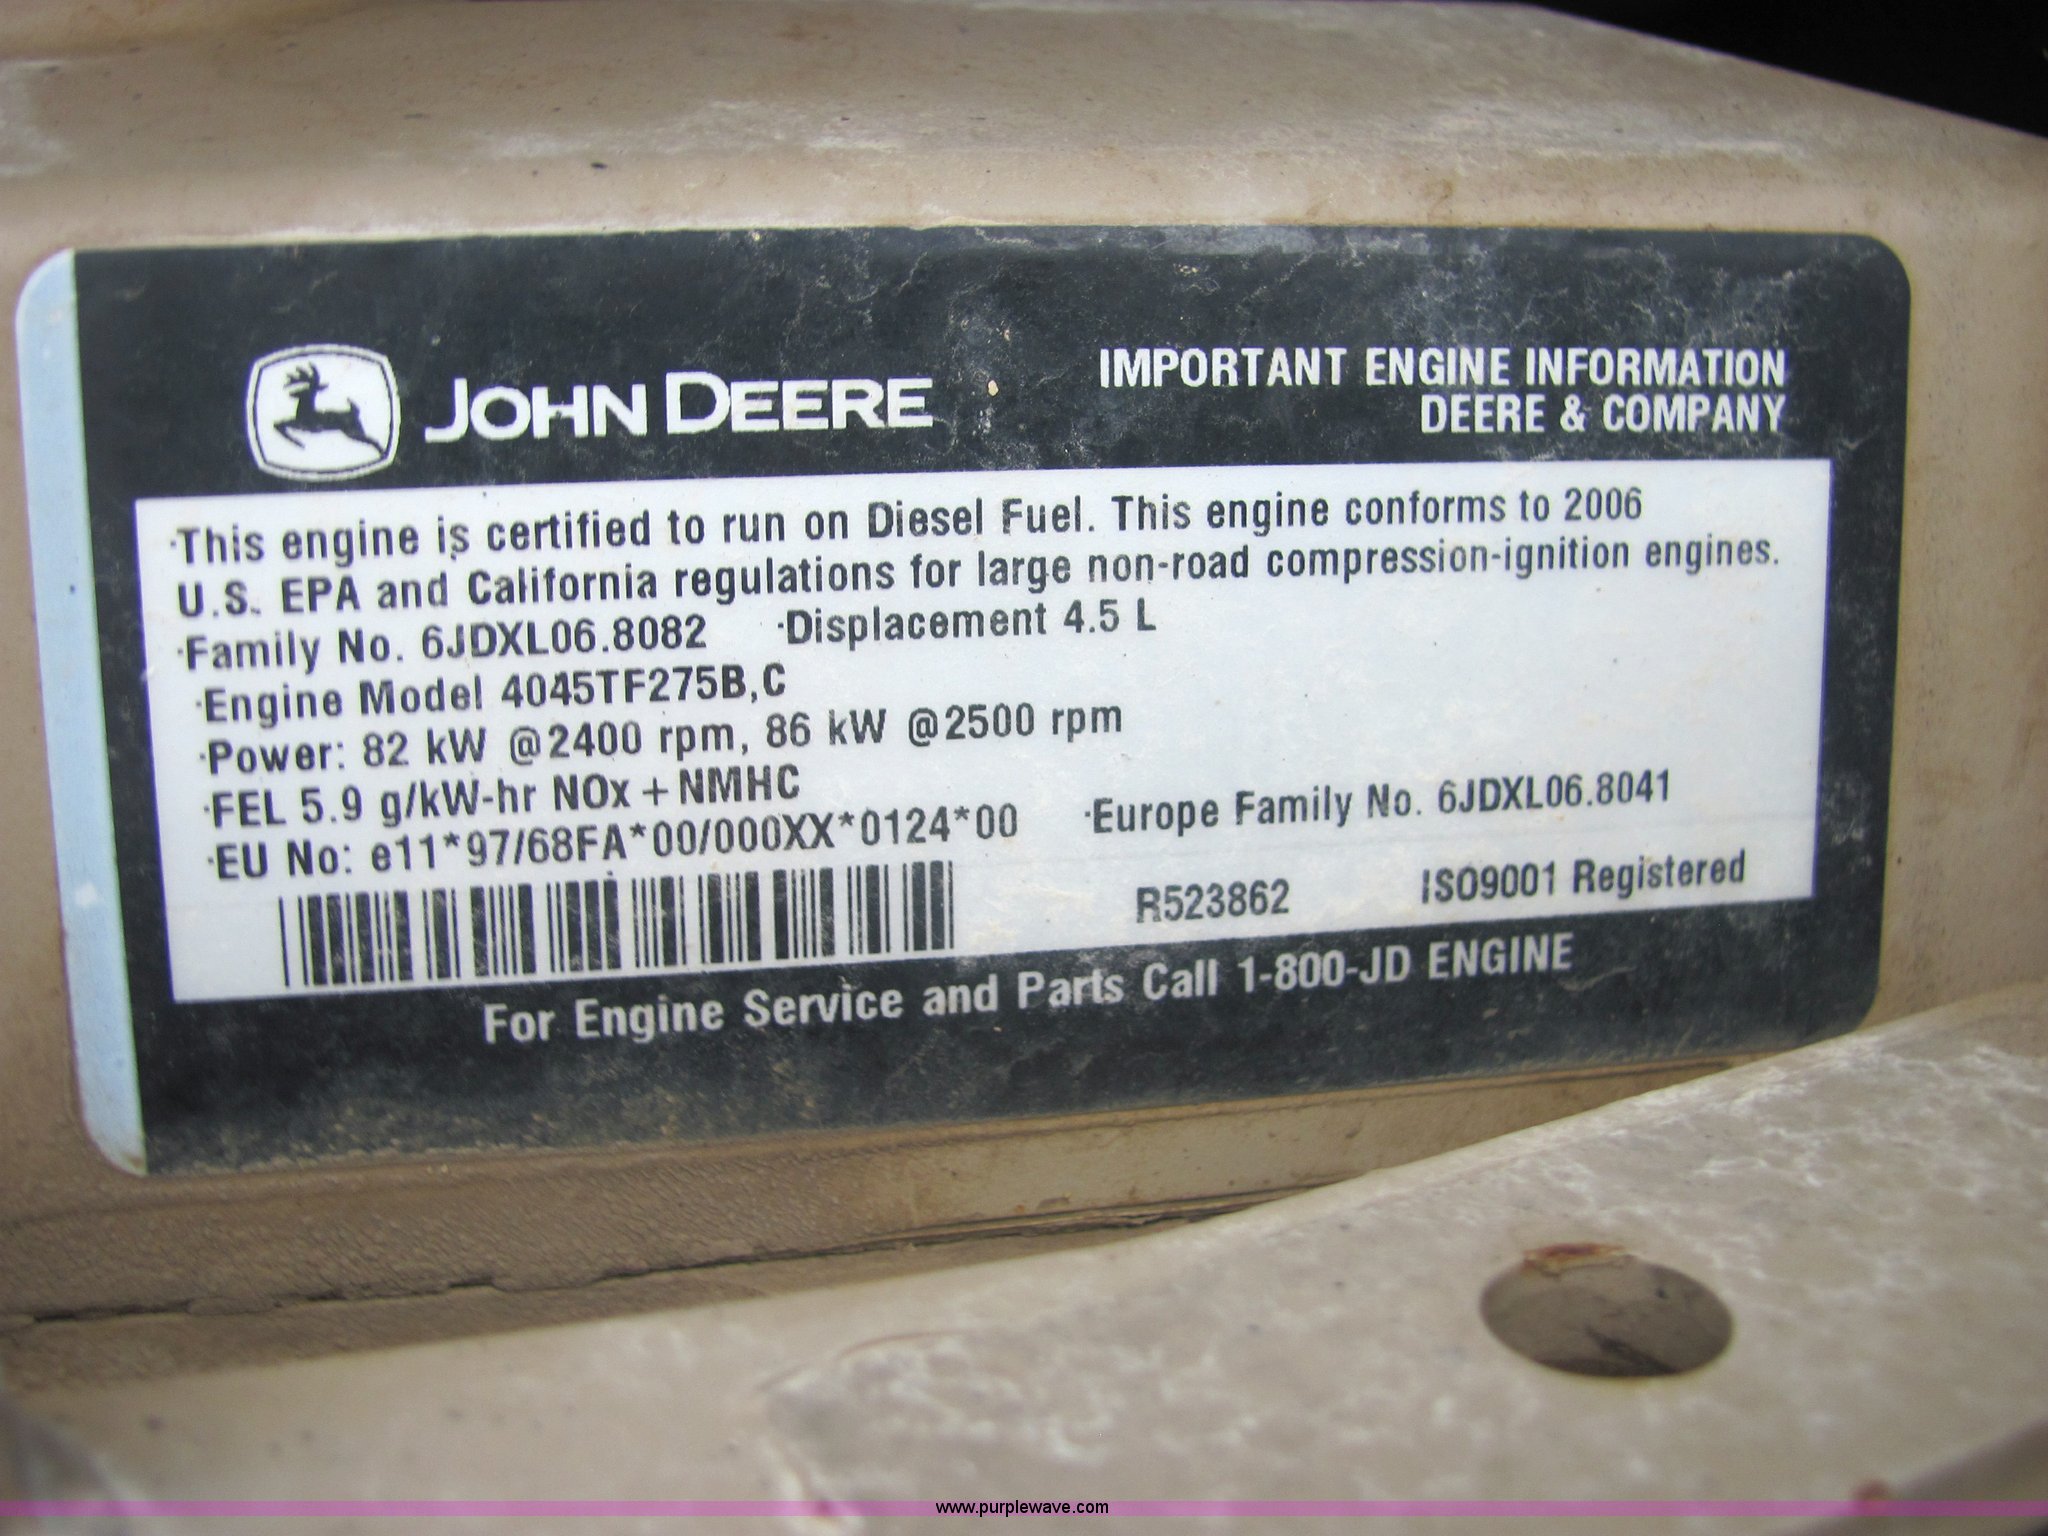 JOHN DEERE
IMPORTANT ENGINE INFORMATION
DEERE & COMPANY
·This engine is certified to run on Diesel Fuel. This engine conforms to 2006
U.S. EPA and California regulations for large non-road compression-ignition engines.
·Family No. 6JDXL06.8082 ·Displacement 4.5 L
·Engine Model 4045TF275B,C
·Power: 82 kW @2400 rpm, 86 kW @2500 rpm
·FEL 5.9 g/kW-hr NOx + NMHC
·EU No: e11*97/68FA*00/000XX*0124*00 ·Europe Family No. 6JDXL06.8041
R523862 ISO9001 Registered
For Engine Service and Parts Call 1-800-JD ENGINE
www.purplewave.com